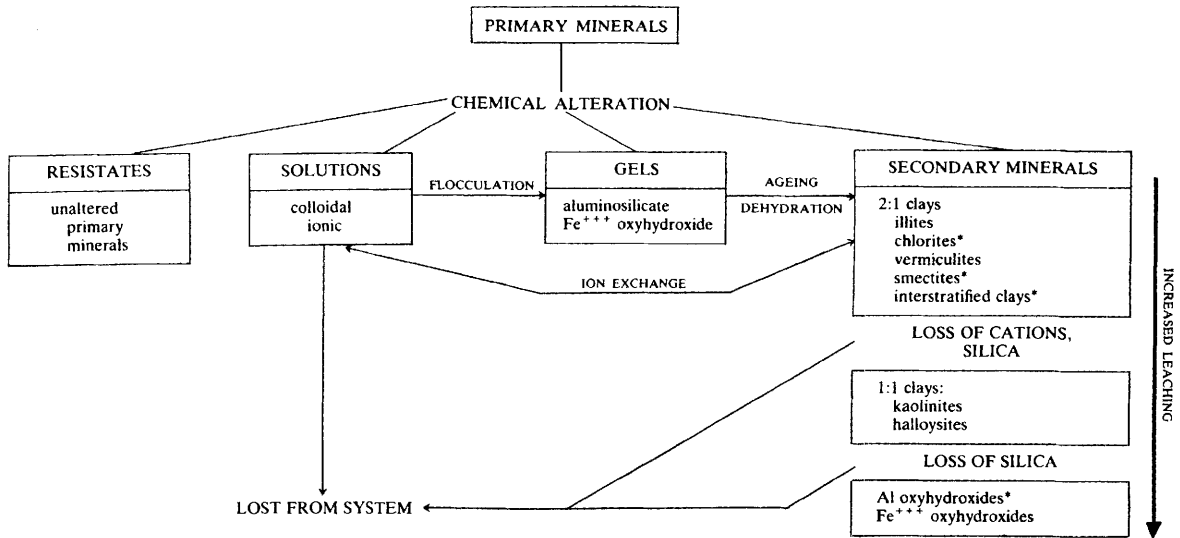 PRIMARY MINERALS
CHEMICAL ALTERATION
RESISTATES
unaltered
primary
minerals
SOLUTIONS
colloidal
ionic
FLOCCULATION
GELS
aluminosilicate
Fe+++ oxyhydroxide
AGEING
DEHYDRATION
SECONDARY MINERALS
2:1 clays
illites
chlorites*
vermiculites
smectites*
interstratified clays*
ION EXCHANGE
LOSS OF CATIONS,
SILICA
1:1 clays:
kaolinites
halloysites
LOSS OF SILICA
Al oxyhydroxides*
Fe+++ oxyhydroxides
LOST FROM SYSTEM
INCREASED LEACHING